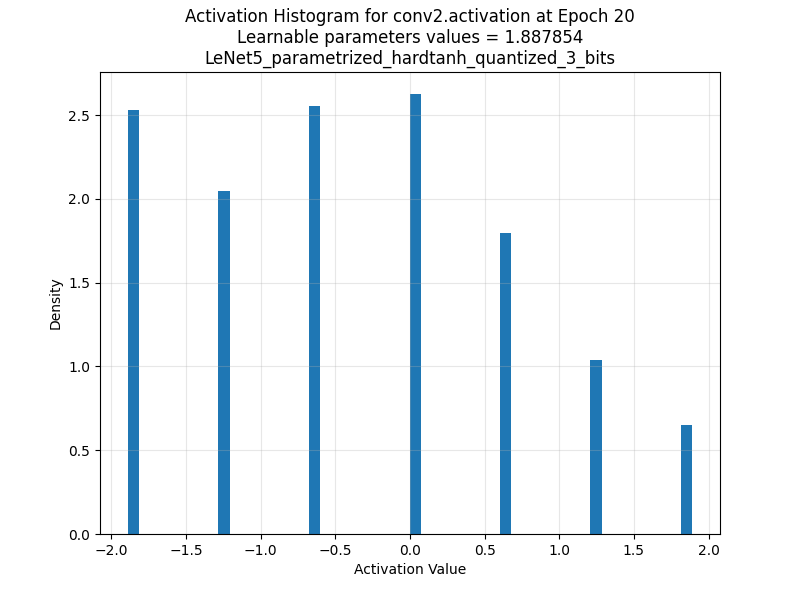 Activation Histogram for conv2.activation at Epoch 20
Learnable parameters values = 1.887854
LeNet5_parametrized_hardtanh_quantized_3_bits
2.5
2.0
1.5
1.0
0.5
0.0
Density
−2.0 −1.5 −1.0 −0.5 0.0 0.5 1.0 1.5 2.0
Activation Value